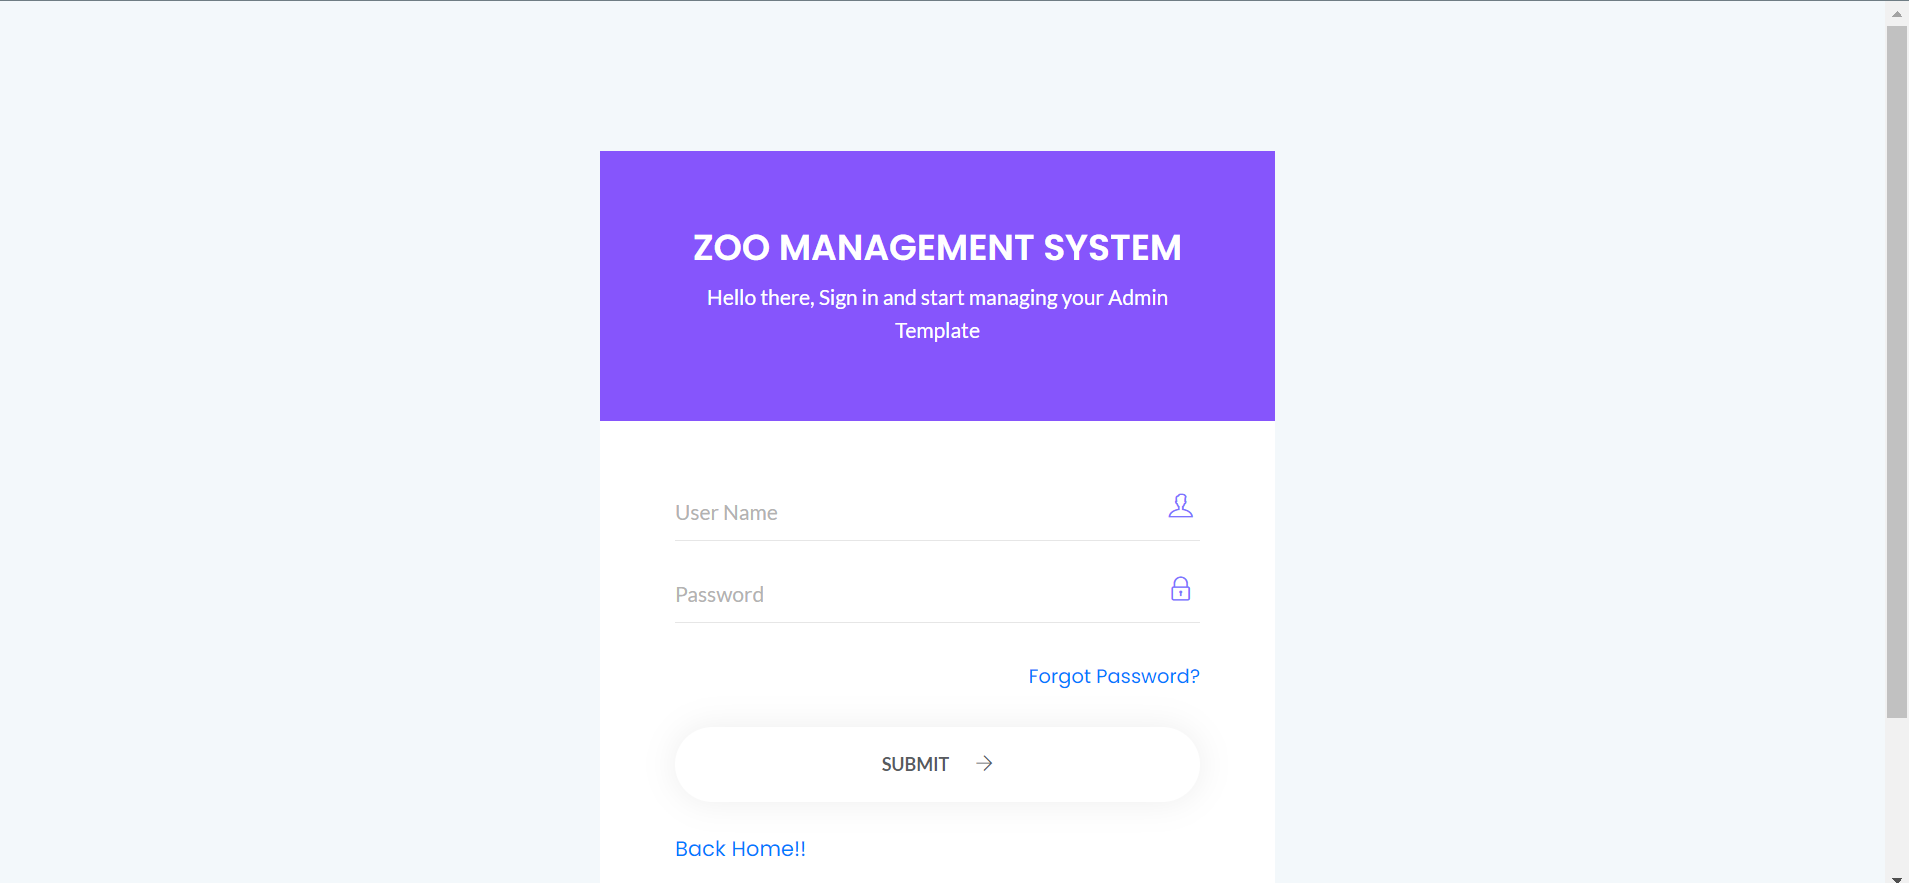 ZOO MANAGEMENT SYSTEM
Hello there, Sign in and start managing your Admin
Template
User Name
Password
Forgot Password?
SUBMIT
Back Home!!